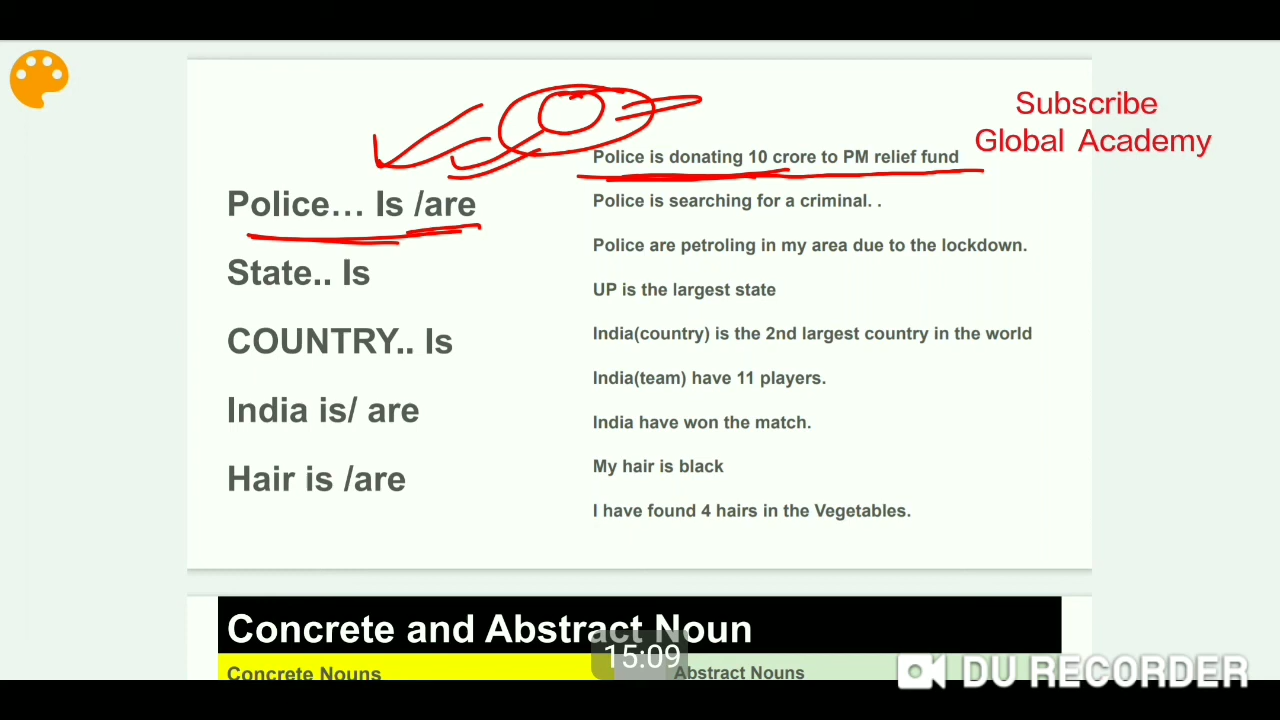 Subscribe
Global Academy
Police is donating 10 crore to PM relief fund
Police… Is /are
Police is searching for a criminal. .
Police are petroling in my area due to the lockdown.
State.. Is
UP is the largest state
COUNTRY.. Is
India(country) is the 2nd largest country in the world
India(team) have 11 players.
India is/ are
India have won the match.
My hair is black
Hair is /are
I have found 4 hairs in the Vegetables.
Concrete and Abstract Noun
15:09
Concrete Nouns
Abstract Nouns
DU RECORDER